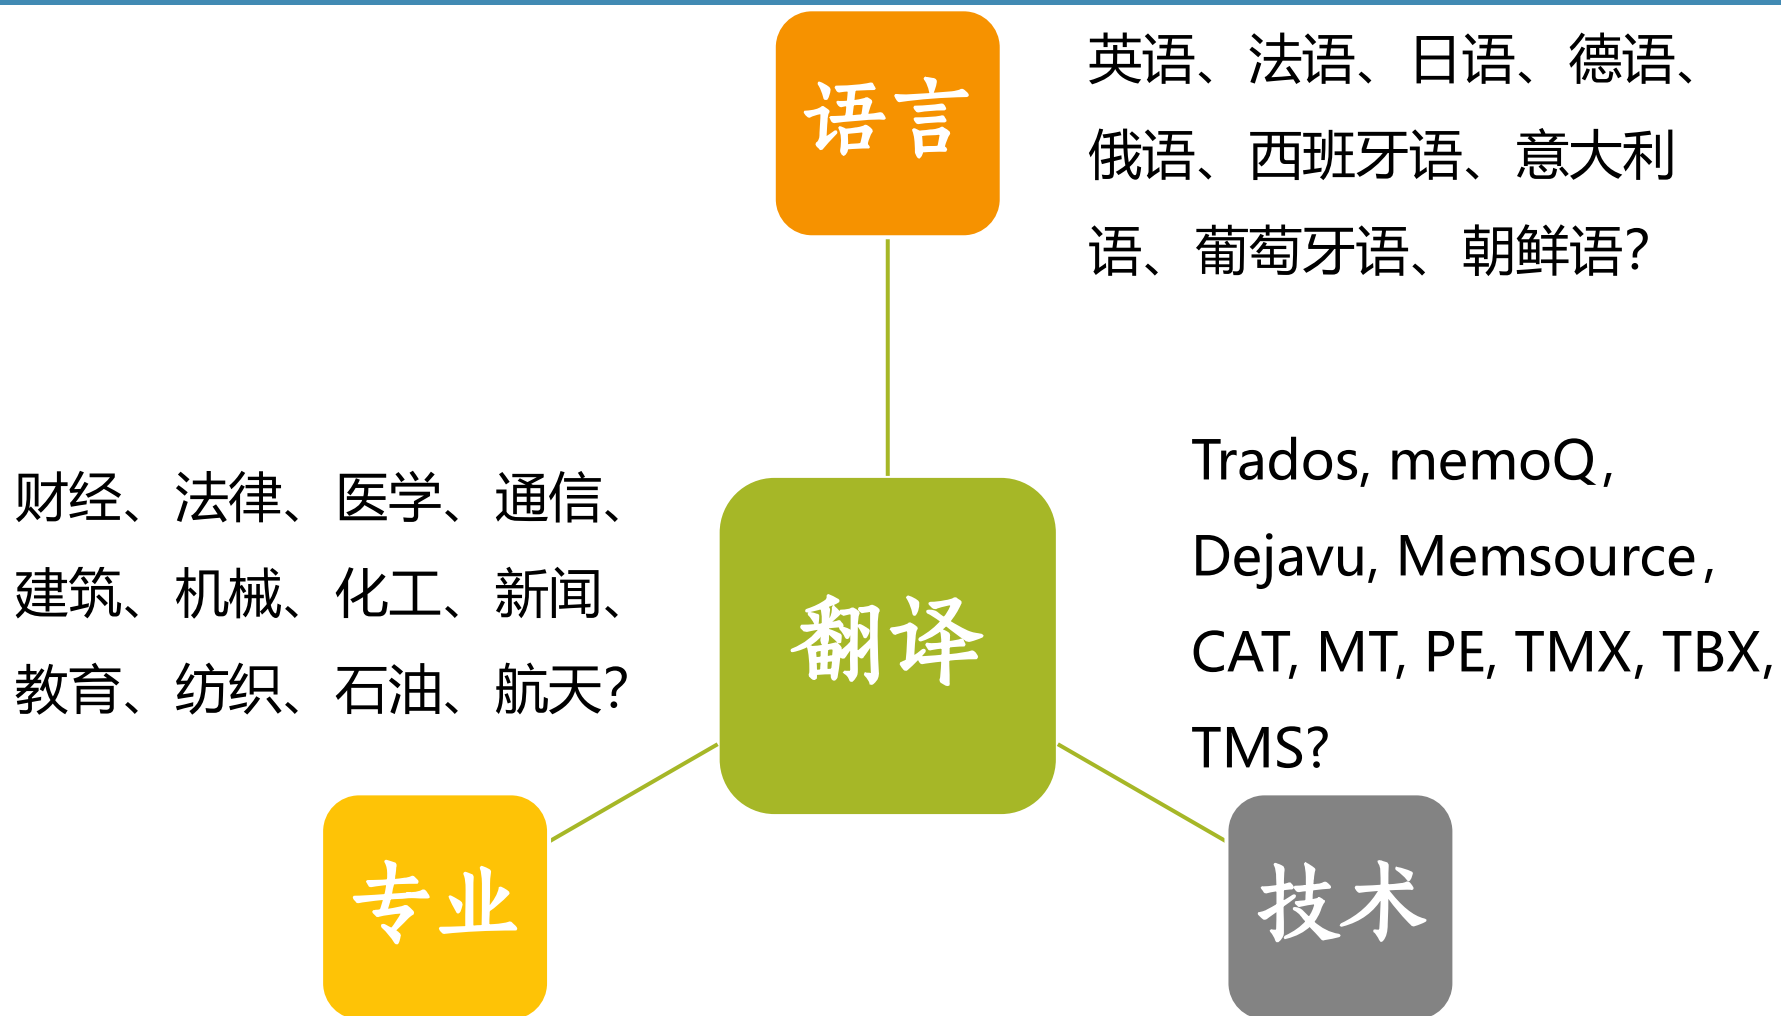 语言
英语、法语、日语、德语、
俄语、西班牙语、意大利
语、葡萄牙语、朝鲜语?
财经、法律、医学、通信、
建筑、机械、化工、新闻、
教育、纺织、石油、航天?
翻译
Trados, memoQ,
Dejavu, Memsource,
CAT, MT, PE, TMX, TBX,
TMS?
专业
技术